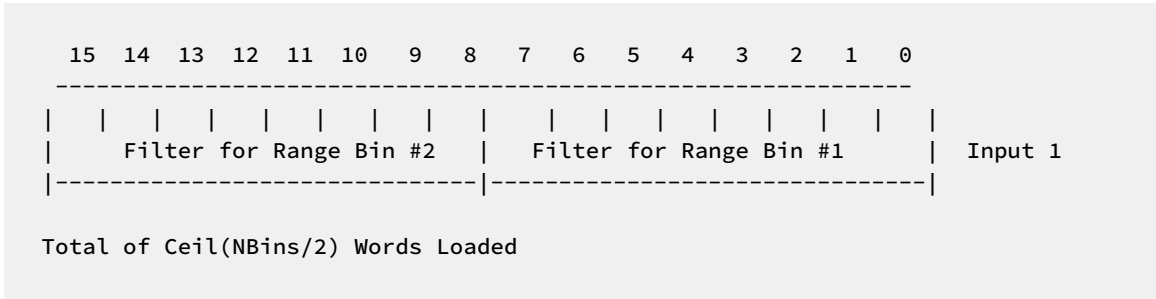 15 14 13 12 11 10 9 8 7 6 5 4 3 2 1 0
---------------------------------------------------------------
| | | | | | | | | | | | | | | | |
| Filter for Range Bin #2 | Filter for Range Bin #1 | Input 1
|-------------------------------|--------------------------------|
Total of Ceil(NBins/2) Words Loaded